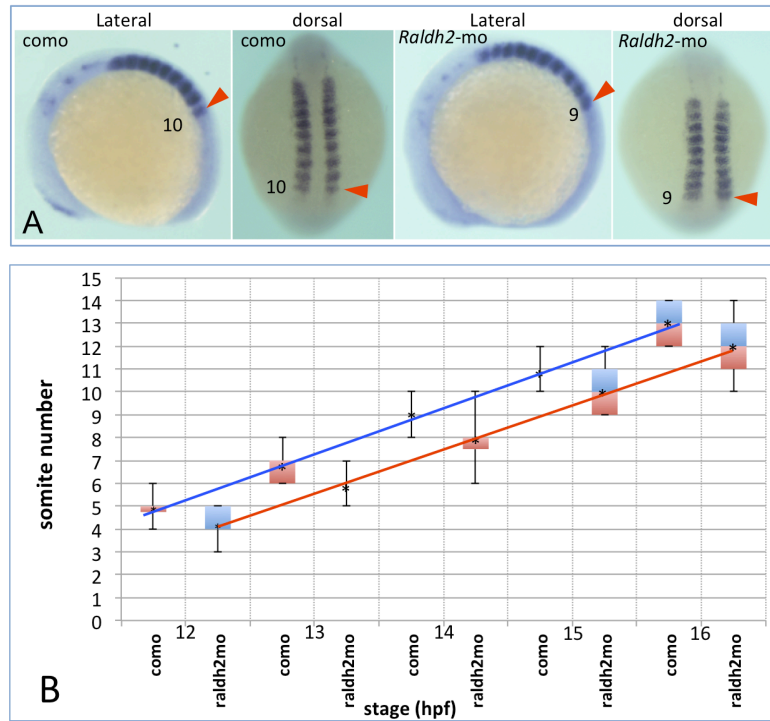 Lateral dorsal Lateral dorsal
como como Raldh2-mo Raldh2-mo
10 10 9 9
A
15
14
13
12
11
10
9
8
7
6
5
4
3
2
1
0
somite number
12 13 14 15 16
como raldh2mo como raldh2mo como raldh2mo como raldh2mo como raldh2mo
stage (hpf)
B